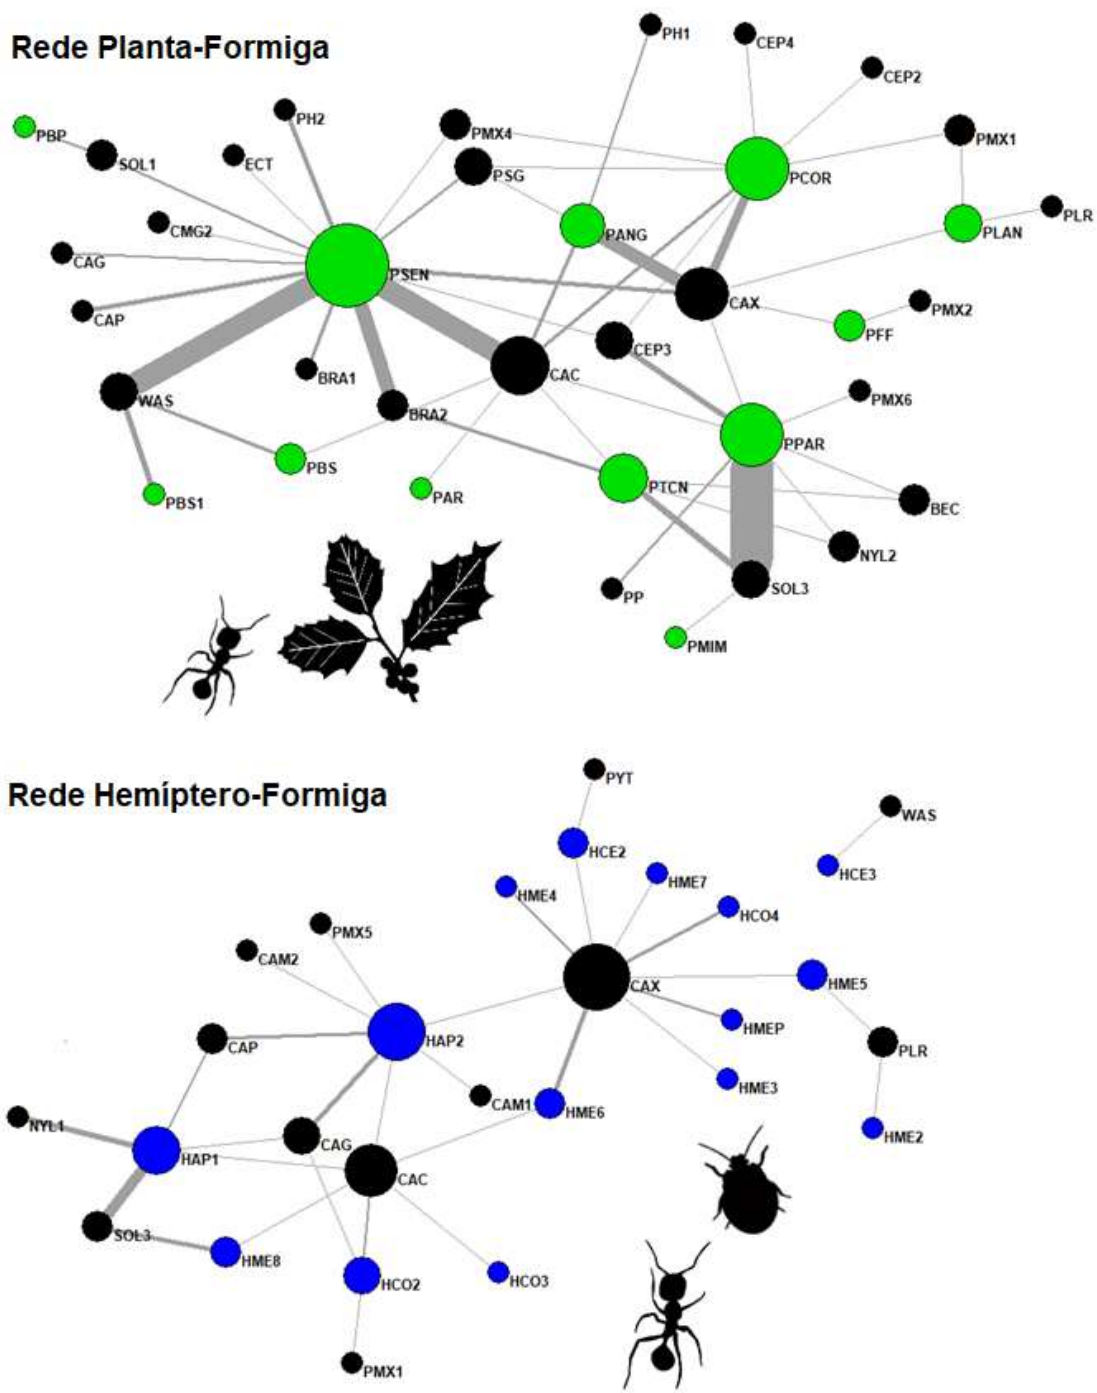 PH1
CEP4
Rede Planta-Formiga
CEP2
PH2
PBP
PMX4
PMX1
SOL1
ECT
PSG
PCOR
PLR
CMG2
PANG
PLAN
CAG
PSEN
CAX
PMX2
CAP
PFF
CEP3
BRA1
CAC
WAS
PMX6
BRA2
PPAR
PBS
PTCN
PAR
PBS1
BEC
NYL2
SOL3
PP
PMIM
PYT
Rede Hemíptero-Formiga
WAS
HCE2
HCE3
HME7
HME4
HCO4
PMX5
CAM2
CAX
HME5
HMEP
HAP2
CAP
PLR
HME3
CAM1
HME6
NYL1
HME2
CAG
HAP1
CAC
SOL3
HME8
HCO3
HCO2
PMX1